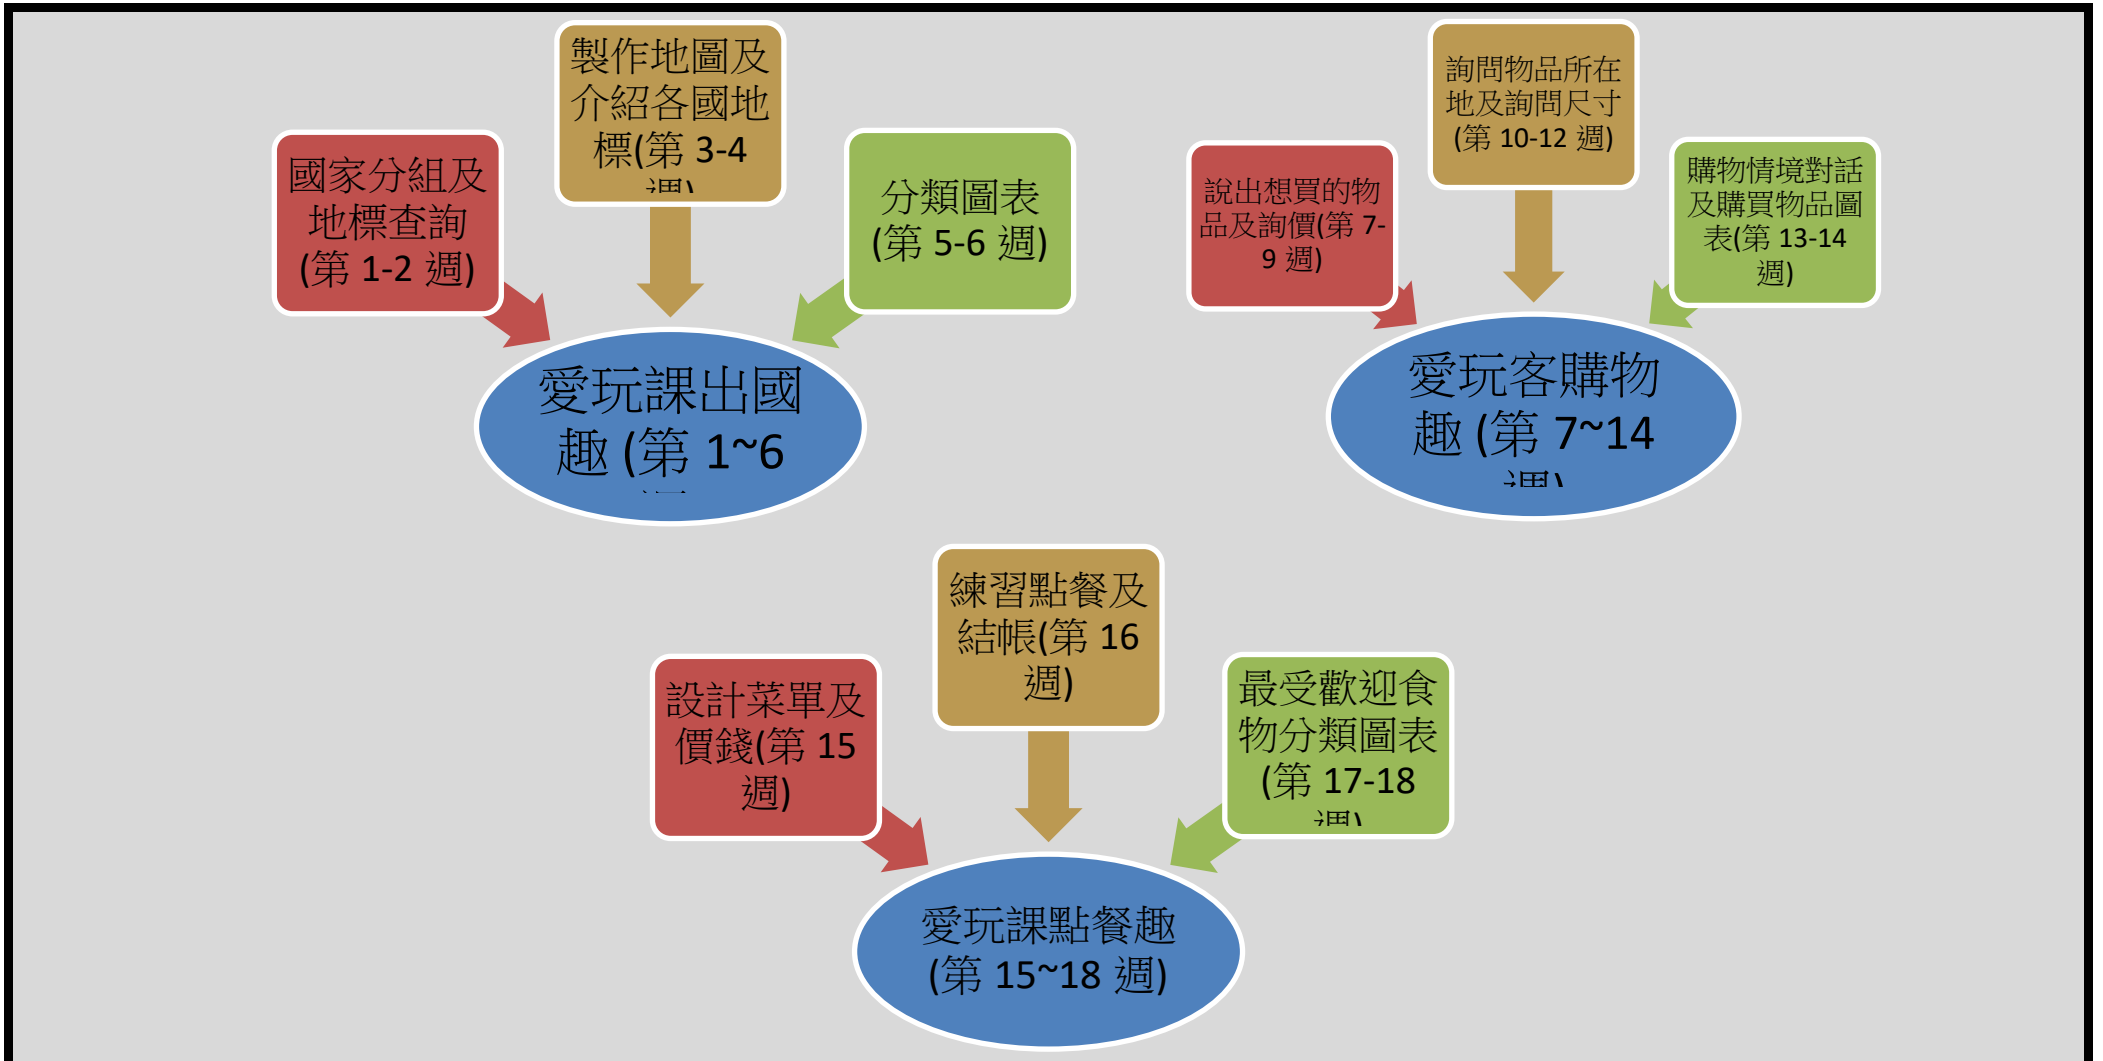 國家分組及
地標查詢
(第 1-2 週)
製作地圖及
介紹各國地
標(第 3-4
週)
分類圖表
(第 5-6 週)
愛玩課出國
趣 (第 1~6
說出想買的物
品及詢價(第 7-
9 週)
詢問物品所在
地及詢問尺寸
(第 10-12 週)
購物情境對話
及購買物品圖
表(第 13-14
週)
愛玩客購物
趣 (第 7~14
週)
設計菜單及
價錢(第 15
週)
練習點餐及
結帳(第 16
週)
最受歡迎食
物分類圖表
(第 17-18
週)
愛玩課點餐趣
(第 15~18 週)